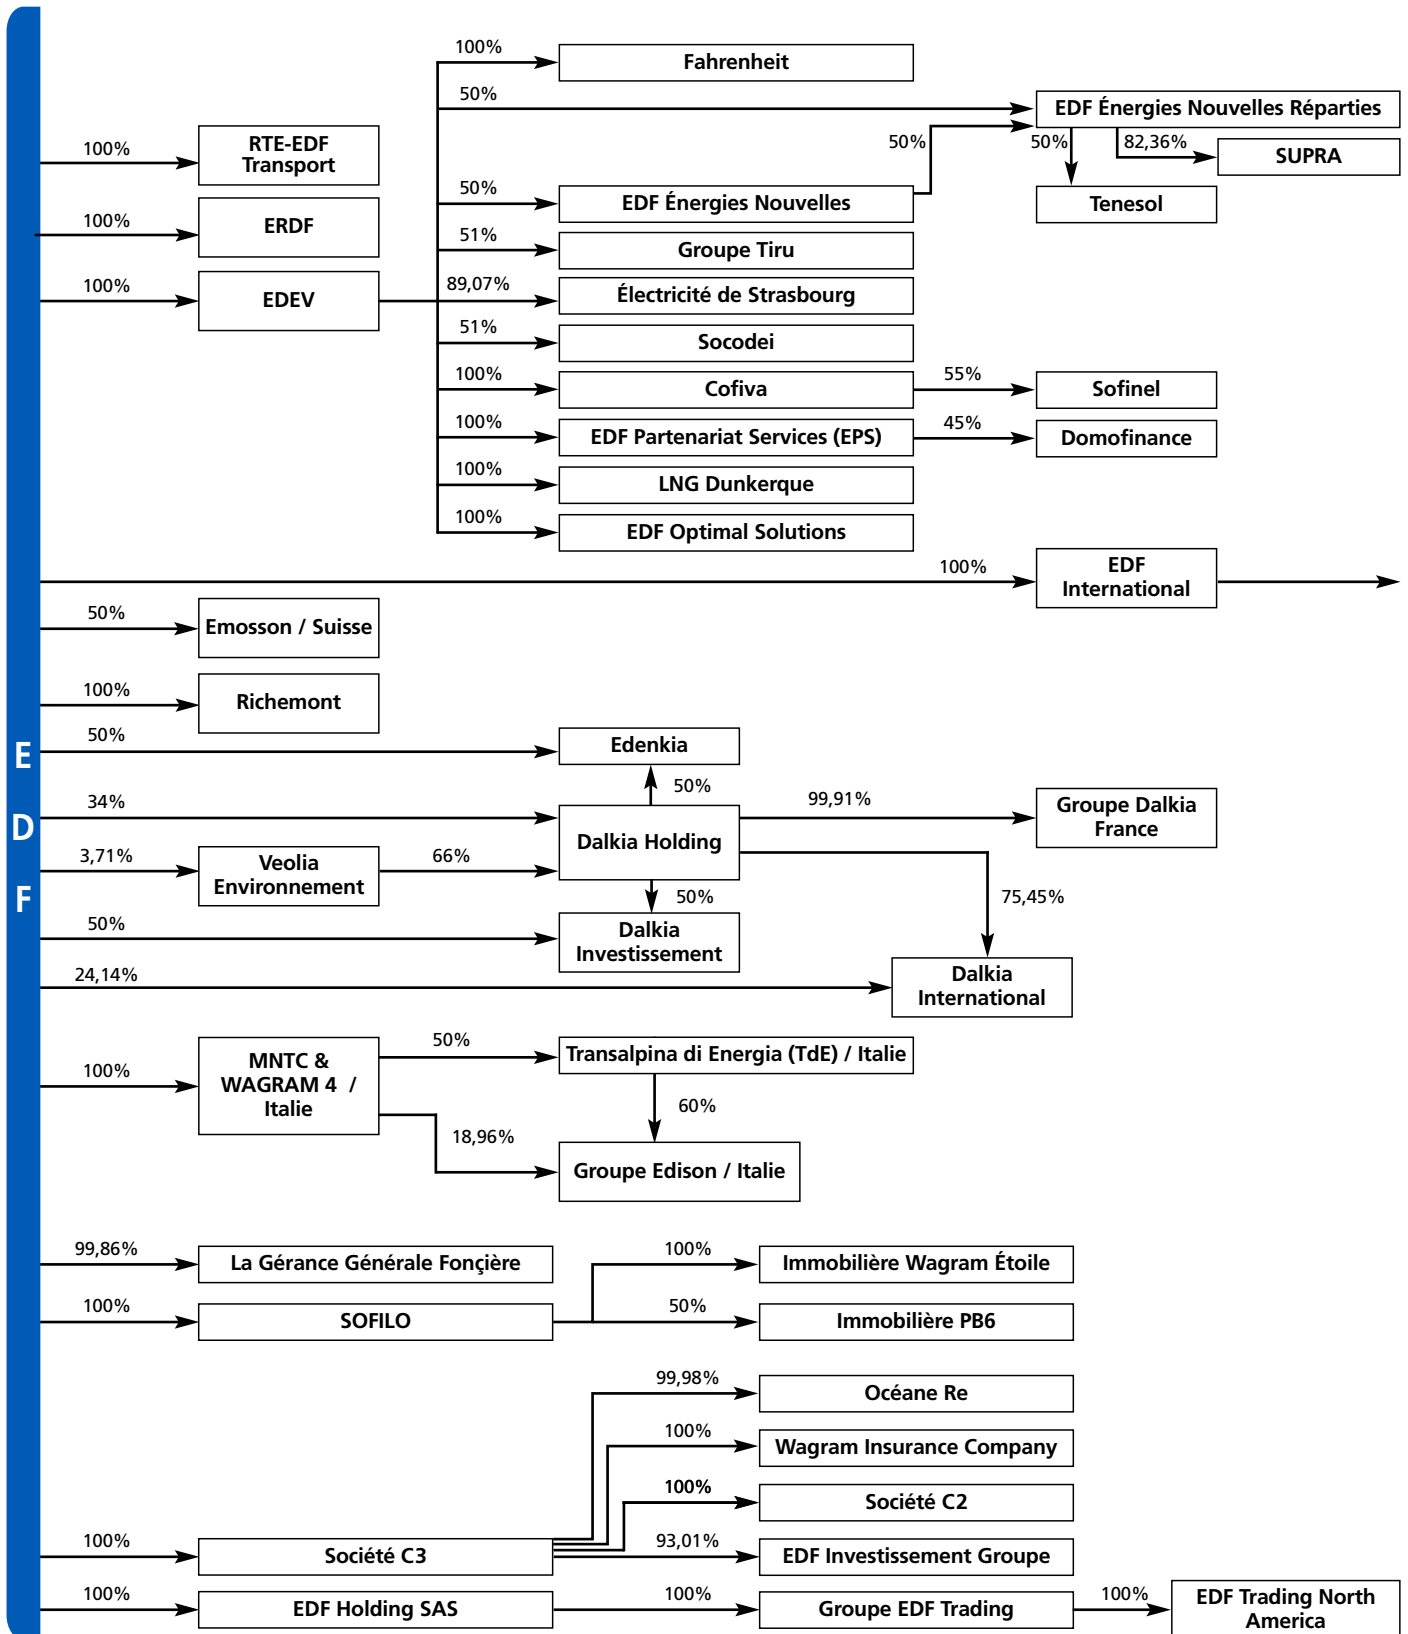 100%
Fahrenheit
50%
EDF Énergies Nouvelles Réparties
100%
RTE-EDF
Transport
50%
50%
82,36%
SUPRA
50%
EDF Énergies Nouvelles
Tenesol
100%
ERDF
51%
Groupe Tiru
100%
EDEV
89,07%
Électricité de Strasbourg
51%
Socodei
100%
Cofiva
55%
Sofinel
100%
EDF Partenariat Services (EPS)
45%
Domofinance
100%
LNG Dunkerque
100%
EDF Optimal Solutions
100%
EDF
International
50%
Emosson / Suisse
100%
Richemont
E
D
F
50%
Edenkia
50%
34%
Dalkia Holding
99,91%
Groupe Dalkia
France
3,71%
Veolia
Environnement
66%
50%
75,45%
50%
Dalkia
Investissement
24,14%
Dalkia
International
100%
MNTC &
WAGRAM 4 /
Italie
50%
Transalpina di Energia (TdE) / Italie
60%
18,96%
Groupe Edison / Italie
99,86%
La Gérance Générale Fonçière
100%
Immobilière Wagram Étoile
100%
SOFILO
50%
Immobilière PB6
99,98%
Océane Re
100%
Wagram Insurance Company
100%
Société C2
100%
Société C3
93,01%
EDF Investissement Groupe
100%
EDF Holding SAS
100%
Groupe EDF Trading
100%
EDF Trading North
America